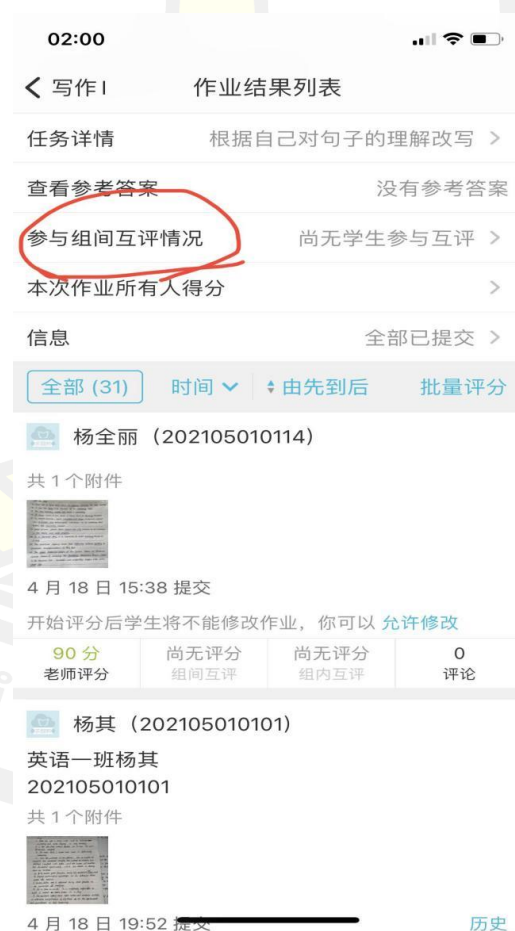 02:00
写作I 作业结果列表
任务详情 根据自己对句子的理解改写
查看参考答案 没有参考答案
参与组间互评情况 尚无学生参与互评
本次作业所有人得分
信息 全部已提交
全部 (31) 时间 由先到后 批量评分
杨全丽（202105010114）
共 1 个附件
4 月 18 日 15:38 提交
开始评分后学生将不能修改作业，你可以 允许修改
90 分 尚无评分 尚无评分 0
老师评分 组间互评 组内互评 评论
杨其（202105010101）
英语一班杨其
202105010101
共 1 个附件
4 月 18 日 19:52 提交 历史